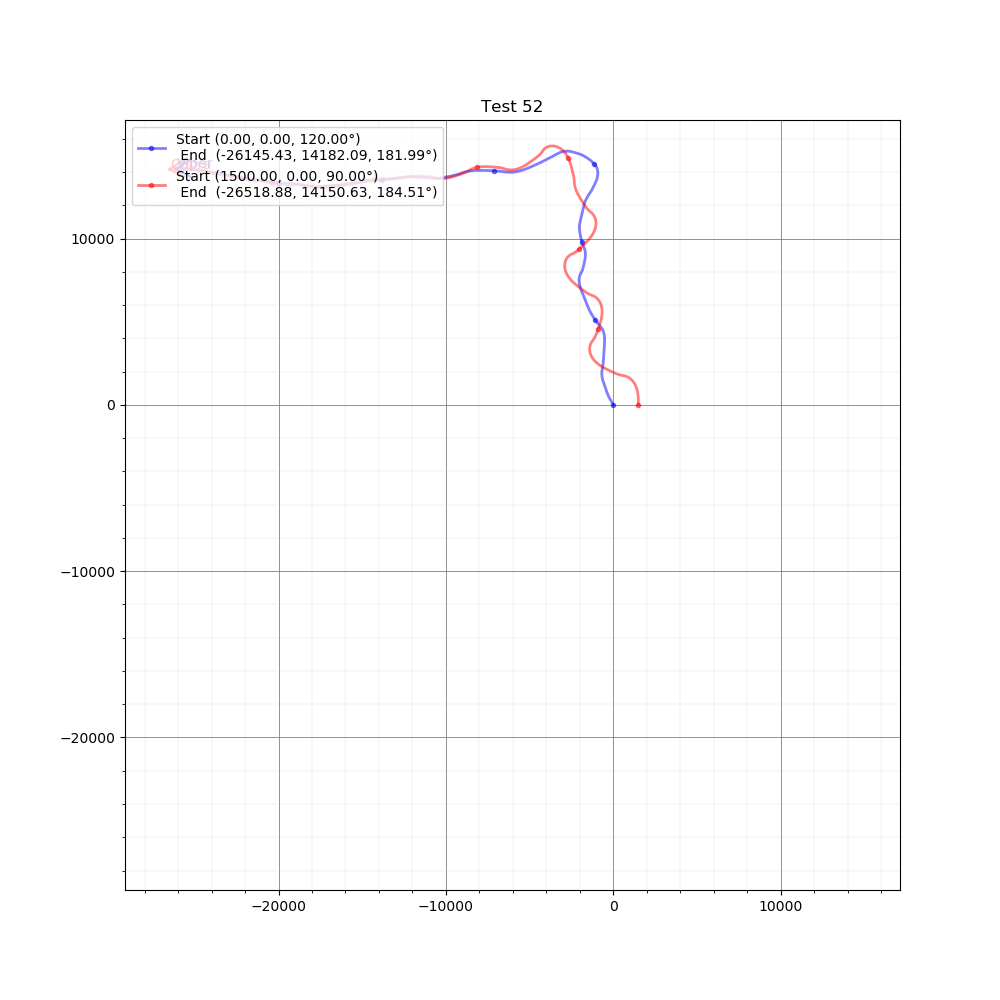 Test 52
Start (0.00, 0.00, 120.00°)
End (-26145.43, 14182.09, 181.99°)
Start (1500.00, 0.00, 90.00°)
End (-26518.88, 14150.63, 184.51°)
10000
0
−10000
−20000
−20000
−10000
0
10000